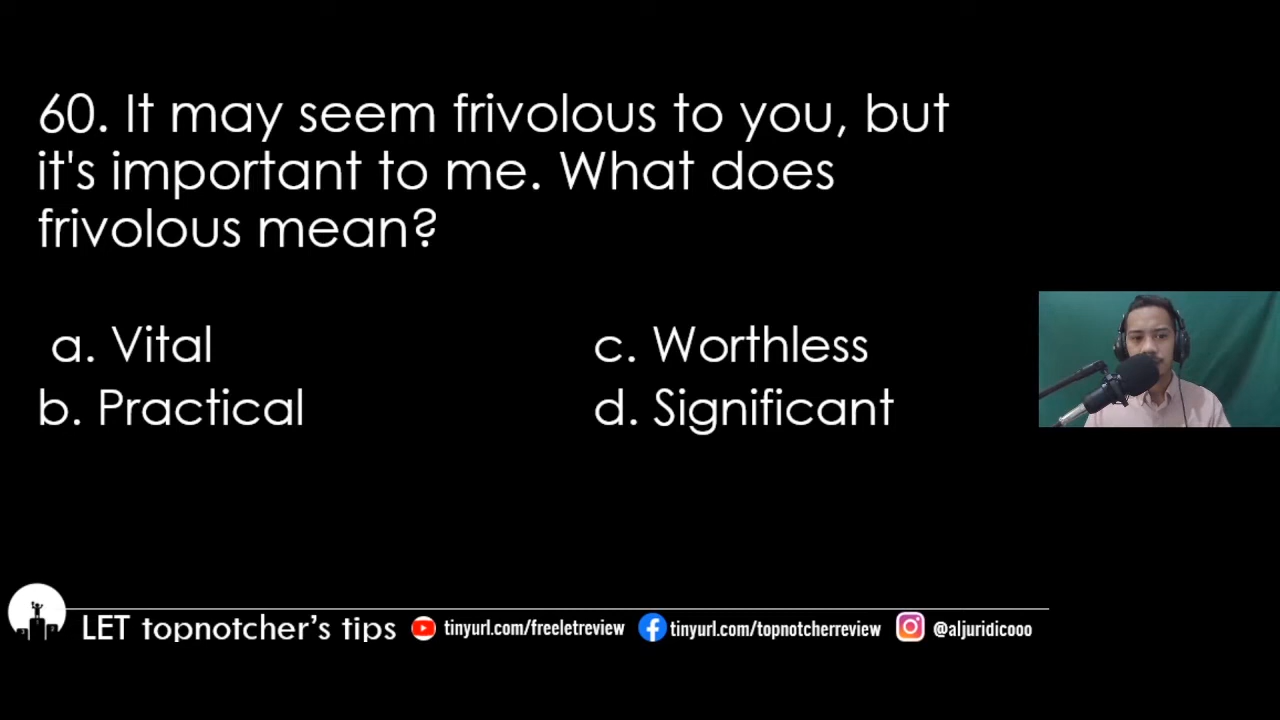 60. It may seem frivolous to you, but
it's important to me. What does
frivolous mean?
a. Vital
b. Practical
c. Worthless
d. Significant
LET topnotcher’s tips tinyurl.com/freeletreview tinyurl.com/topnotcherreview @aljuridicooo